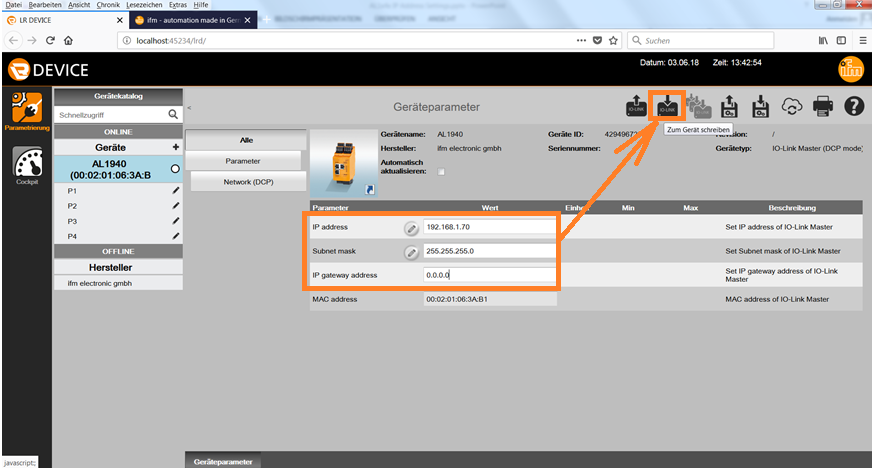 Datei Bearbeiten Ansicht Chronik Lesezeichen Extras Hilfe
LR DEVICE
ifm - automation made in Germ
localhost:45234/lrd/
Suchen
DEVICE
Datum: 03.06.18 Zeit: 13:42:54
ifm
Parametrierung
Cockpit
Gerätekatalog
Schnellzugriff
ONLINE
Geräte +
AL1940
(00:02:01:06:3A:B
P1
P2
P3
P4
OFFLINE
Hersteller
ifm electronic gmbh
<
Geräteparameter
IO-LINK
IO-LINK
Zum Gerät schreiben
Alle
Parameter
Network (DCP)
Gerätename: AL1940
Geräte ID: 4294967
/
Hersteller: ifm electronic gmbh
Seriennummer:
Gerätetyp: IO-Link Master (DCP mode)
Automatisch
aktualisieren:
Parameter Wert Einheit Min Max Beschreibung
IP address 192.168.1.70 Set IP address of IO-Link Master
Subnet mask 255.255.255.0 Set Subnet mask of IO-Link Master
IP gateway address 0.0.0.0 Set IP gateway address of IO-Link
Master
MAC address 00:02:01:06:3A:B1 MAC address of IO-Link Master
Geräteparameter
javascript:;